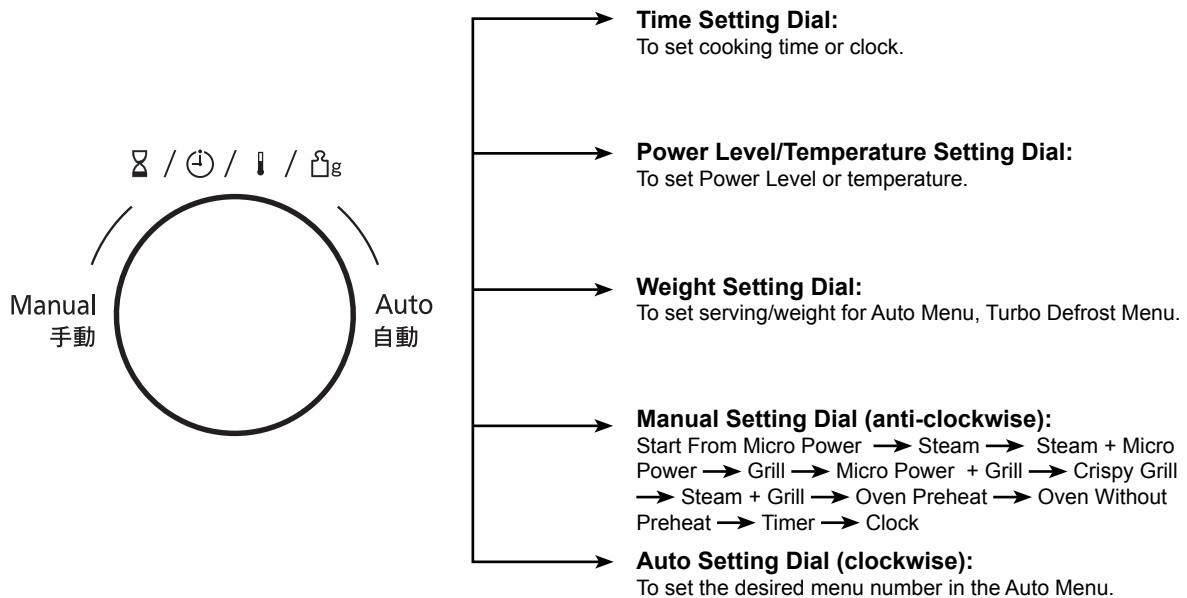 Time Setting Dial:
To set cooking time or clock.
Power Level/Temperature Setting Dial:
To set Power Level or temperature.
/ / / g
Weight Setting Dial:
To set serving/weight for Auto Menu, Turbo Defrost Menu.
Manual
手動
Auto
自動
Manual Setting Dial (anti-clockwise):
Start From Micro Power → Steam → Steam + Micro
Power → Grill → Micro Power + Grill → Crispy Grill
→ Steam + Grill → Oven Preheat → Oven Without
Preheat → Timer → Clock
Auto Setting Dial (clockwise):
To set the desired menu number in the Auto Menu.